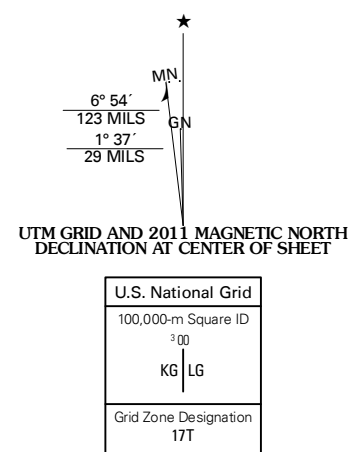 ★
MN
6° 54´
123 MILS
GN
1° 37´
29 MILS
UTM GRID AND 2011 MAGNETIC NORTH
DECLINATION AT CENTER OF SHEET
U.S. National Grid
100,000-m Square ID
³00
KG LG
Grid Zone Designation
17T